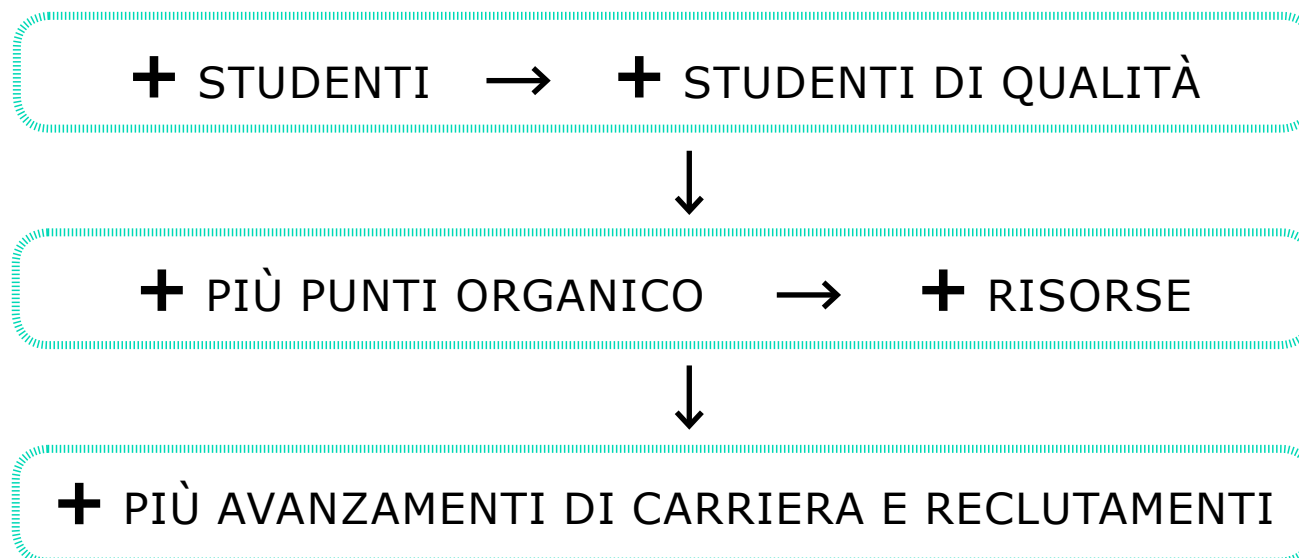 + STUDENTI → + STUDENTI DI QUALITÀ
↓
+ PIÙ PUNTI ORGANICO → + RISORSE
↓
+ PIÙ AVANZAMENTI DI CARRIERA E RECLUTAMENTI